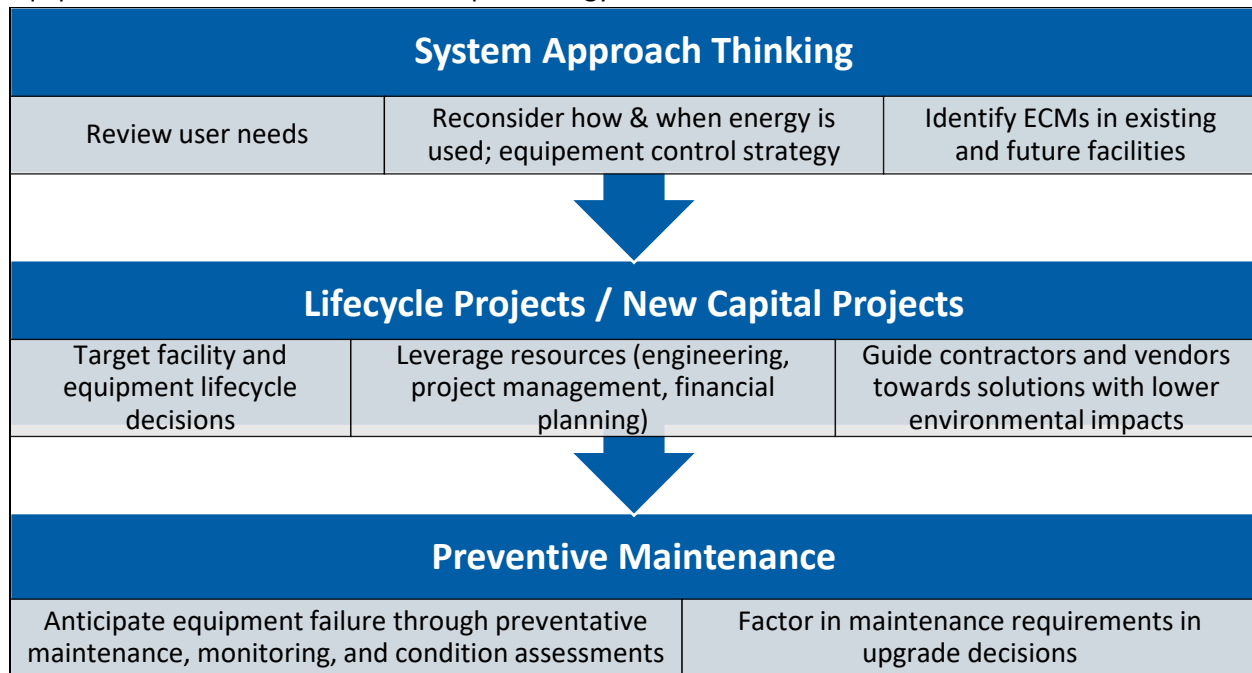 System Approach Thinking
Review user needs
Reconsider how & when energy is
used; equipement control strategy
Identify ECMs in existing
and future facilities
Lifecycle Projects / New Capital Projects
Target facility and
equipment lifecycle
decisions
Leverage resources (engineering,
project management, financial
planning)
Guide contractors and vendors
towards solutions with lower
environmental impacts
Preventive Maintenance
Anticipate equipment failure through preventative
maintenance, monitoring, and condition assessments
Factor in maintenance requirements in
upgrade decisions